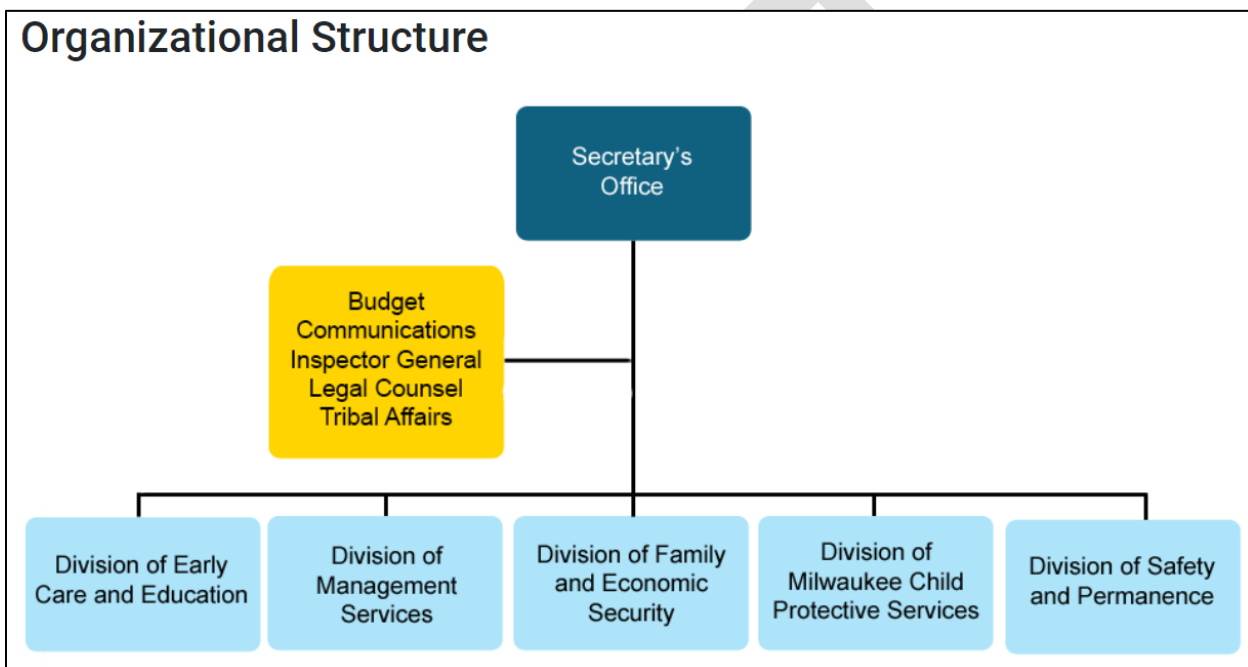 Organizational Structure
Secretary's
Office
Budget
Communications
Inspector General
Legal Counsel
Tribal Affairs
Division of Early
Care and Education
Division of
Management
Services
Division of Family
and Economic
Security
Division of
Milwaukee Child
Protective Services
Division of Safety
and Permanence